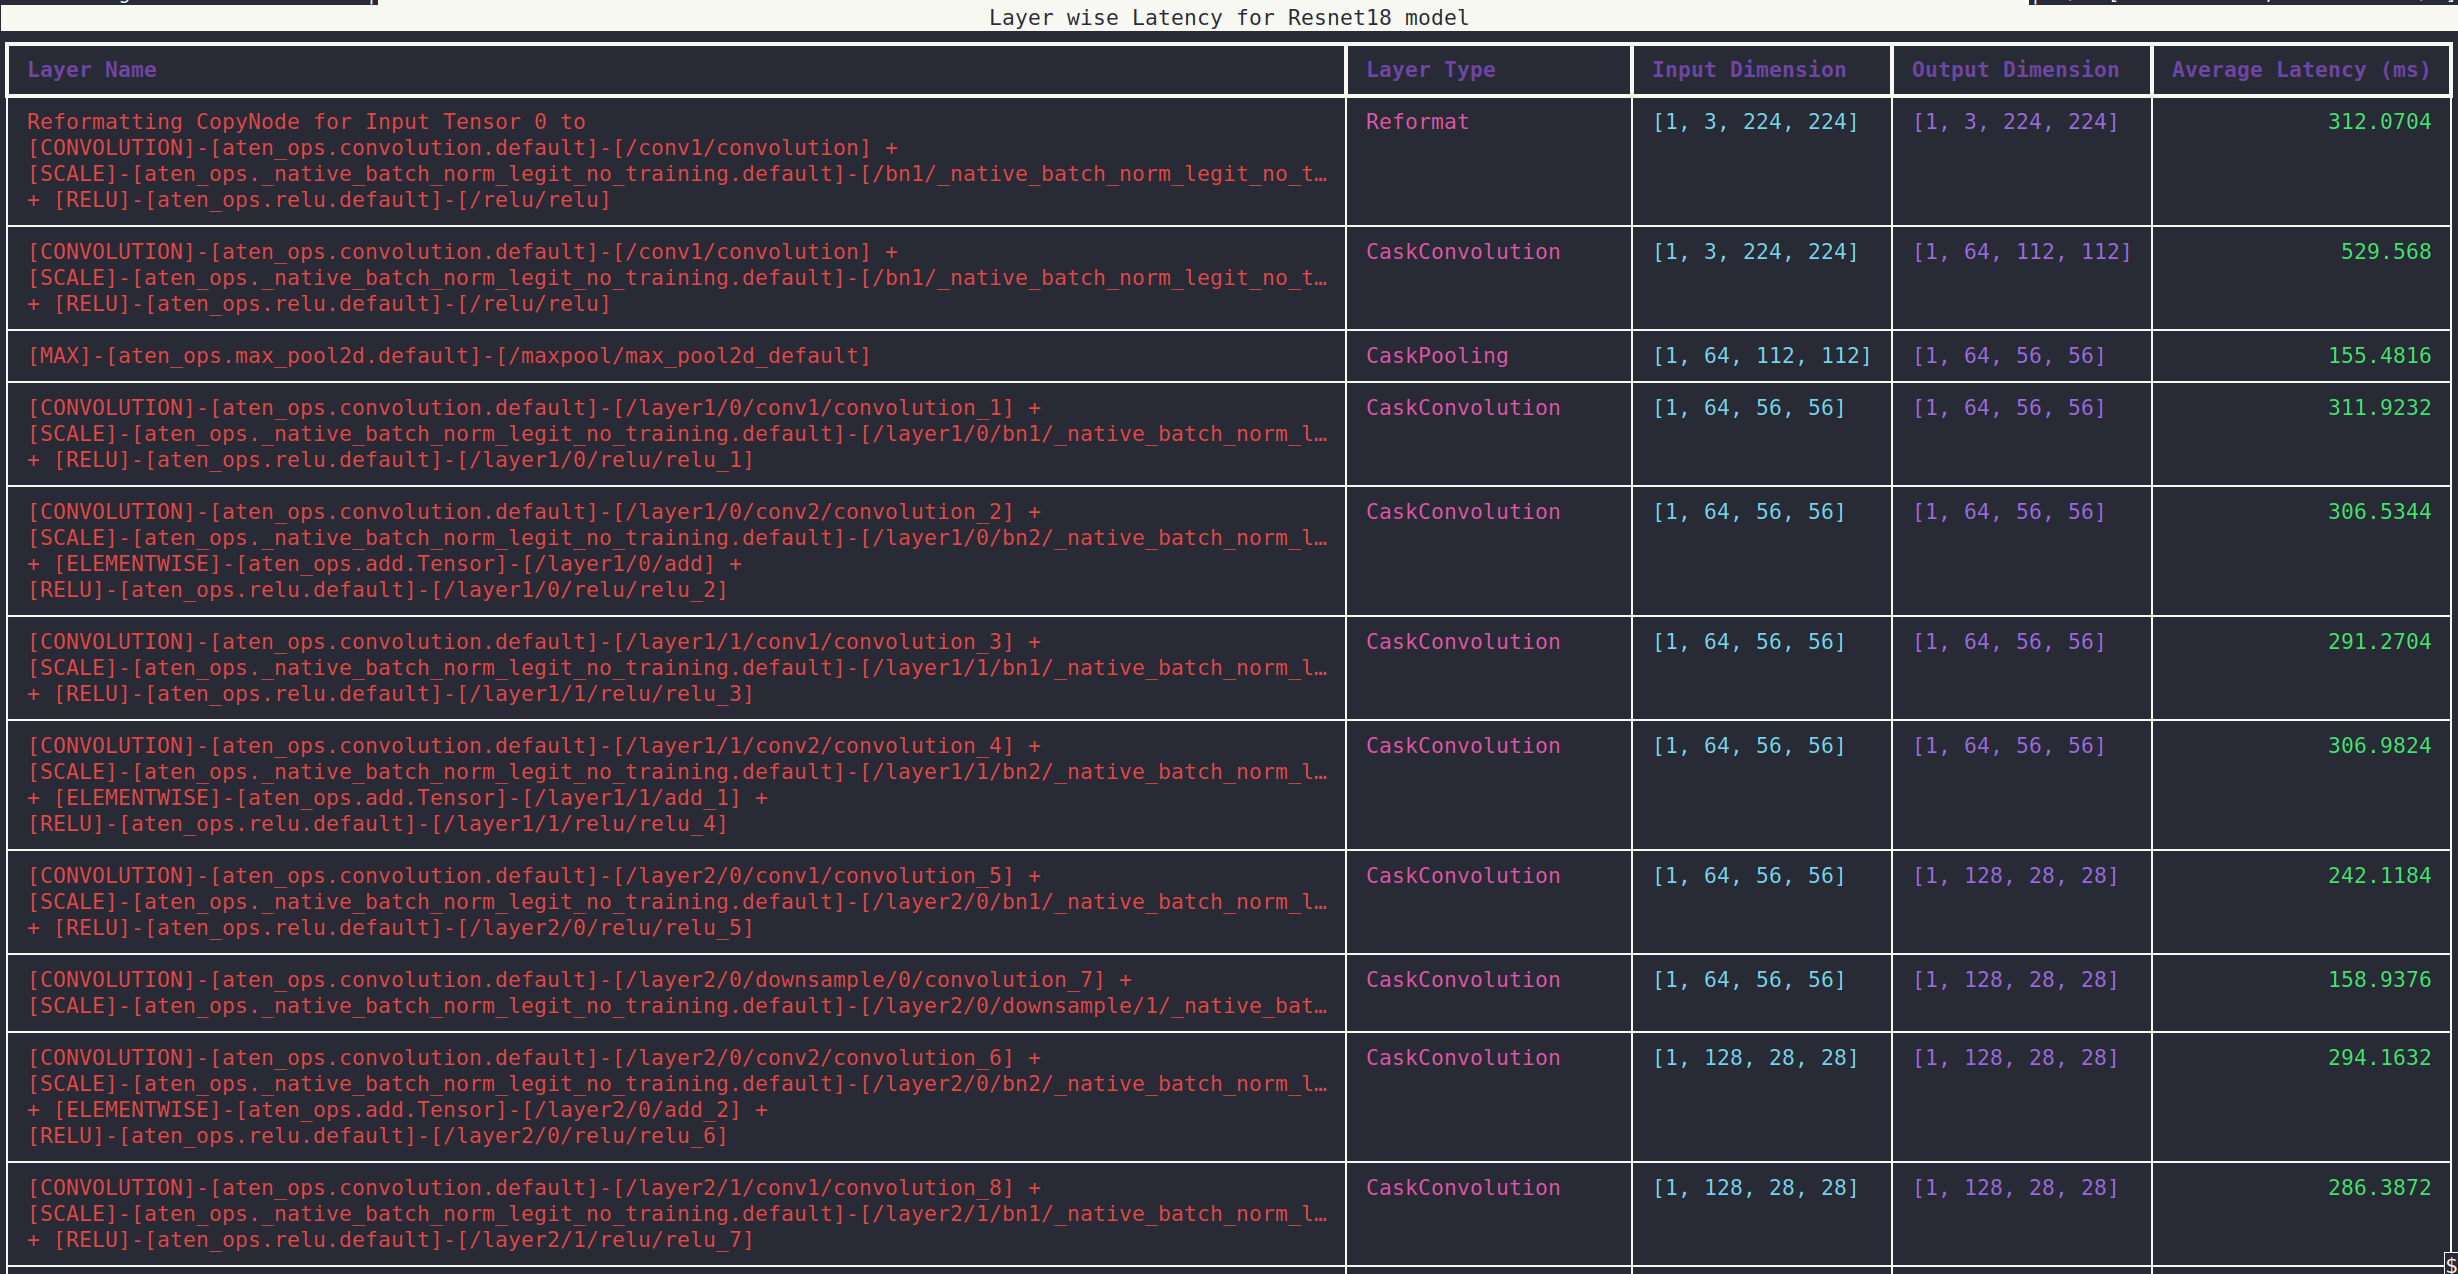 Layer wise Latency for Resnet18 model
Layer Name Layer Type Input Dimension Output Dimension Average Latency (ms)
Reformatting CopyNode for Input Tensor 0 to Reformat [1, 3, 224, 224] [1, 3, 224, 224] 312.0704
[CONVOLUTION]-[aten_ops.convolution.default]-[/conv1/convolution] +
[SCALE]-[aten_ops._native_batch_norm_legit_no_training.default]-[/bn1/_native_batch_norm_legit_no_t…
+ [RELU]-[aten_ops.relu.default]-[/relu/relu]
[CONVOLUTION]-[aten_ops.convolution.default]-[/conv1/convolution] + CaskConvolution [1, 3, 224, 224] [1, 64, 112, 112] 529.568
[SCALE]-[aten_ops._native_batch_norm_legit_no_training.default]-[/bn1/_native_batch_norm_legit_no_t…
+ [RELU]-[aten_ops.relu.default]-[/relu/relu]
[MAX]-[aten_ops.max_pool2d.default]-[/maxpool/max_pool2d_default] CaskPooling [1, 64, 112, 112] [1, 64, 56, 56] 155.4816
[CONVOLUTION]-[aten_ops.convolution.default]-[/layer1/0/conv1/convolution_1] + CaskConvolution [1, 64, 56, 56] [1, 64, 56, 56] 311.9232
[SCALE]-[aten_ops._native_batch_norm_legit_no_training.default]-[/layer1/0/bn1/_native_batch_norm_l…
+ [RELU]-[aten_ops.relu.default]-[/layer1/0/relu/relu_1]
[CONVOLUTION]-[aten_ops.convolution.default]-[/layer1/0/conv2/convolution_2] + CaskConvolution [1, 64, 56, 56] [1, 64, 56, 56] 306.5344
[SCALE]-[aten_ops._native_batch_norm_legit_no_training.default]-[/layer1/0/bn2/_native_batch_norm_l…
+ [ELEMENTWISE]-[aten_ops.add.Tensor]-[/layer1/0/add] +
[RELU]-[aten_ops.relu.default]-[/layer1/0/relu/relu_2]
[CONVOLUTION]-[aten_ops.convolution.default]-[/layer1/1/conv1/convolution_3] + CaskConvolution [1, 64, 56, 56] [1, 64, 56, 56] 291.2704
[SCALE]-[aten_ops._native_batch_norm_legit_no_training.default]-[/layer1/1/bn1/_native_batch_norm_l…
+ [RELU]-[aten_ops.relu.default]-[/layer1/1/relu/relu_3]
[CONVOLUTION]-[aten_ops.convolution.default]-[/layer1/1/conv2/convolution_4] + CaskConvolution [1, 64, 56, 56] [1, 64, 56, 56] 306.9824
[SCALE]-[aten_ops._native_batch_norm_legit_no_training.default]-[/layer1/1/bn2/_native_batch_norm_l…
+ [ELEMENTWISE]-[aten_ops.add.Tensor]-[/layer1/1/add_1] +
[RELU]-[aten_ops.relu.default]-[/layer1/1/relu/relu_4]
[CONVOLUTION]-[aten_ops.convolution.default]-[/layer2/0/conv1/convolution_5] + CaskConvolution [1, 64, 56, 56] [1, 128, 28, 28] 242.1184
[SCALE]-[aten_ops._native_batch_norm_legit_no_training.default]-[/layer2/0/bn1/_native_batch_norm_l…
+ [RELU]-[aten_ops.relu.default]-[/layer2/0/relu/relu_5]
[CONVOLUTION]-[aten_ops.convolution.default]-[/layer2/0/downsample/0/convolution_7] + CaskConvolution [1, 64, 56, 56] [1, 128, 28, 28] 158.9376
[SCALE]-[aten_ops._native_batch_norm_legit_no_training.default]-[/layer2/0/downsample/1/_native_bat…
[CONVOLUTION]-[aten_ops.convolution.default]-[/layer2/0/conv2/convolution_6] + CaskConvolution [1, 128, 28, 28] [1, 128, 28, 28] 294.1632
[SCALE]-[aten_ops._native_batch_norm_legit_no_training.default]-[/layer2/0/bn2/_native_batch_norm_l…
+ [ELEMENTWISE]-[aten_ops.add.Tensor]-[/layer2/0/add_2] +
[RELU]-[aten_ops.relu.default]-[/layer2/0/relu/relu_6]
[CONVOLUTION]-[aten_ops.convolution.default]-[/layer2/1/conv1/convolution_8] + CaskConvolution [1, 128, 28, 28] [1, 128, 28, 28] 286.3872
[SCALE]-[aten_ops._native_batch_norm_legit_no_training.default]-[/layer2/1/bn1/_native_batch_norm_l…
+ [RELU]-[aten_ops.relu.default]-[/layer2/1/relu/relu_7]